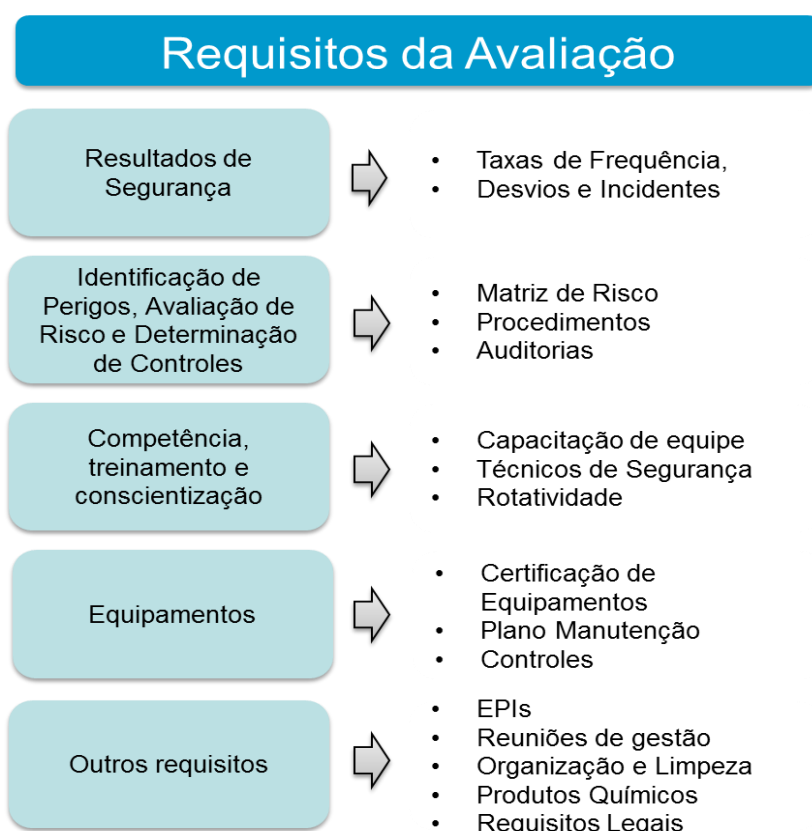 Requisitos da Avaliação
Resultados de
Segurança
• Taxas de Frequência,
• Desvios e Incidentes
Identificação de
Perigos, Avaliação de
Risco e Determinação
de Controles
• Matriz de Risco
• Procedimentos
• Auditorias
Competência,
treinamento e
conscientização
• Capacitação de equipe
• Técnicos de Segurança
• Rotatividade
Equipamentos
• Certificação de
Equipamentos
• Plano Manutenção
• Controles
Outros requisitos
• EPIs
• Reuniões de gestão
• Organização e Limpeza
• Produtos Químicos
• Requisitos Legais